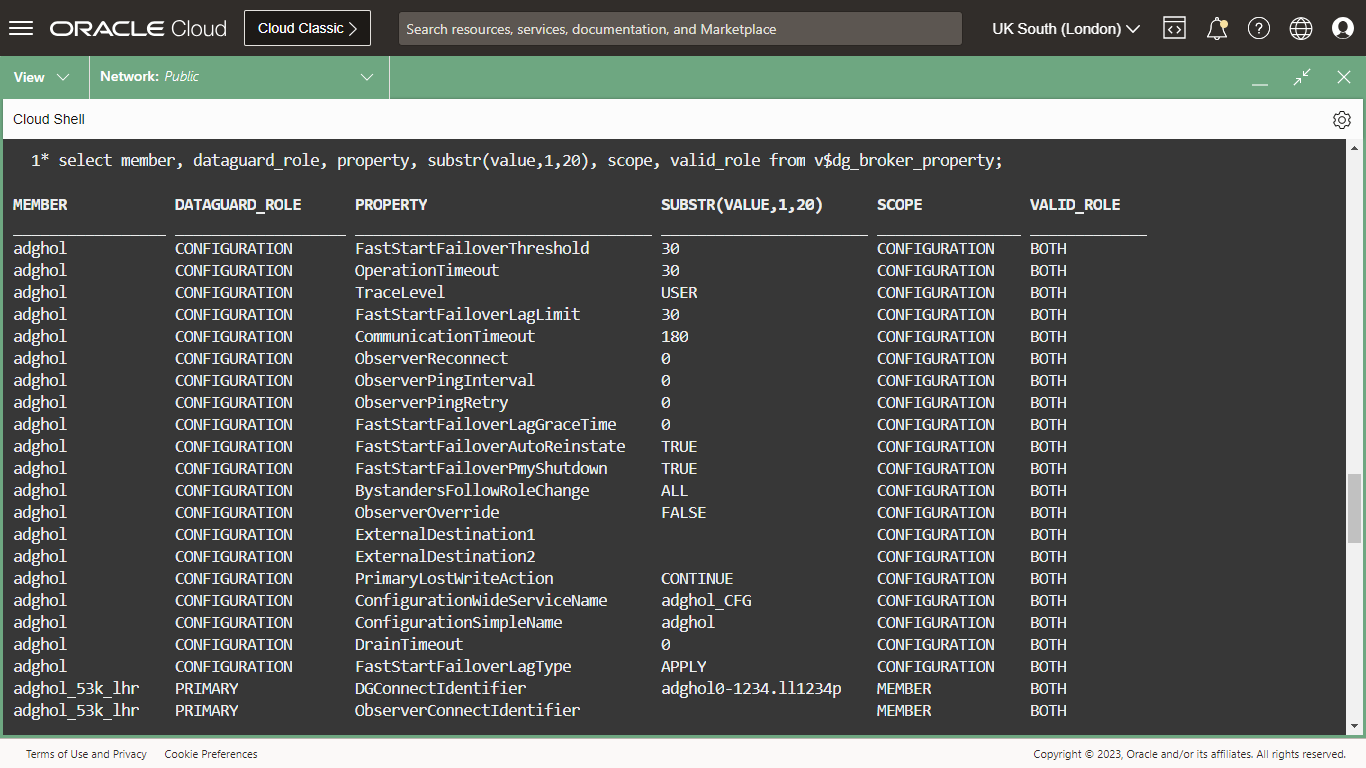 ORACLE Cloud Cloud Classic Search resources, services, documentation, and Marketplace UK South (London)
View Network: Public
Cloud Shell
1* select member, dataguard_role, property, substr(value,1,20), scope, valid_role from v$dg_broker_property;
MEMBER DATAGUARD_ROLE PROPERTY SUBSTR(VALUE,1,20) SCOPE VALID_ROLE
adghol CONFIGURATION FastStartFailoverThreshold 30 CONFIGURATION BOTH
adghol CONFIGURATION OperationTimeout 30 CONFIGURATION BOTH
adghol CONFIGURATION TraceLevel USER CONFIGURATION BOTH
adghol CONFIGURATION FastStartFailoverLagLimit 30 CONFIGURATION BOTH
adghol CONFIGURATION CommunicationTimeout 180 CONFIGURATION BOTH
adghol CONFIGURATION ObserverReconnect 0 CONFIGURATION BOTH
adghol CONFIGURATION ObserverPingInterval 0 CONFIGURATION BOTH
adghol CONFIGURATION ObserverPingRetry 0 CONFIGURATION BOTH
adghol CONFIGURATION FastStartFailoverLagGraceTime 0 CONFIGURATION BOTH
adghol CONFIGURATION FastStartFailoverAutoReinstate TRUE CONFIGURATION BOTH
adghol CONFIGURATION FastStartFailoverPmyShutdown TRUE CONFIGURATION BOTH
adghol CONFIGURATION BystandersFollowRoleChange ALL CONFIGURATION BOTH
adghol CONFIGURATION ObserverOverride FALSE CONFIGURATION BOTH
adghol CONFIGURATION ExternalDestination1 CONFIGURATION BOTH
adghol CONFIGURATION ExternalDestination2 CONFIGURATION BOTH
adghol CONFIGURATION PrimaryLostWriteAction CONTINUE CONFIGURATION BOTH
adghol CONFIGURATION ConfigurationWideServiceName adghol_CFG CONFIGURATION BOTH
adghol CONFIGURATION ConfigurationSimpleName adghol CONFIGURATION BOTH
adghol CONFIGURATION DrainTimeout 0 CONFIGURATION BOTH
adghol CONFIGURATION FastStartFailoverLagType APPLY CONFIGURATION BOTH
adghol_53k_lhr PRIMARY DGConnectIdentifier adghol0-1234.ll1234p MEMBER BOTH
adghol_53k_lhr PRIMARY ObserverConnectIdentifier MEMBER BOTH
Terms of Use and Privacy Cookie Preferences Copyright © 2023, Oracle and/or its affiliates. All rights reserved.